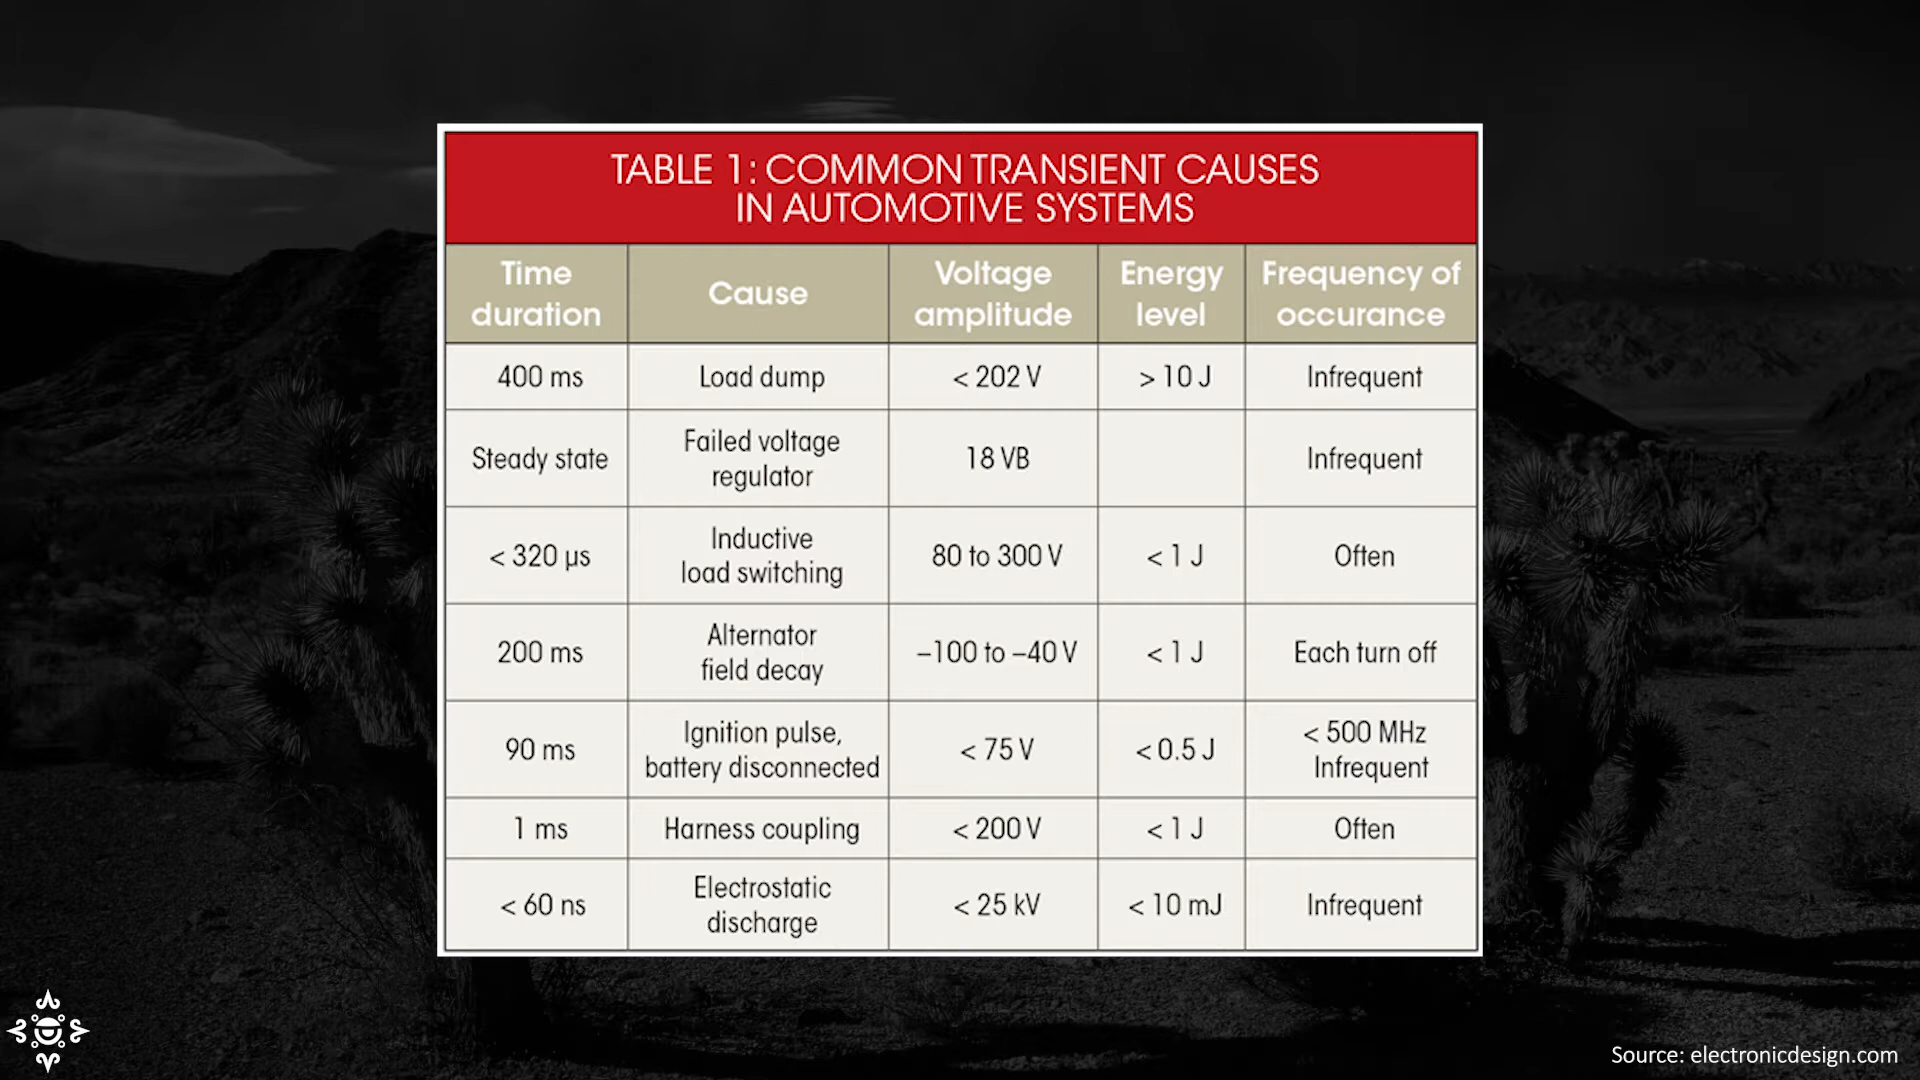 TABLE 1: COMMON TRANSIENT CAUSES
IN AUTOMOTIVE SYSTEMS
Time duration
Cause
Voltage amplitude
Energy level
Frequency of occurance
400 ms
Load dump
< 202 V
> 10 J
Infrequent
Steady state
Failed voltage
regulator
18 VB
Infrequent
< 320 µs
Inductive
load switching
80 to 300 V
< 1 J
Often
200 ms
Alternator
field decay
–100 to –40 V
< 1 J
Each turn off
90 ms
Ignition pulse,
battery disconnected
< 75 V
< 0.5 J
< 500 MHz
Infrequent
1 ms
Harness coupling
< 200 V
< 1 J
Often
< 60 ns
Electrostatic
discharge
< 25 kV
< 10 mJ
Infrequent
Source: electronicdesign.com